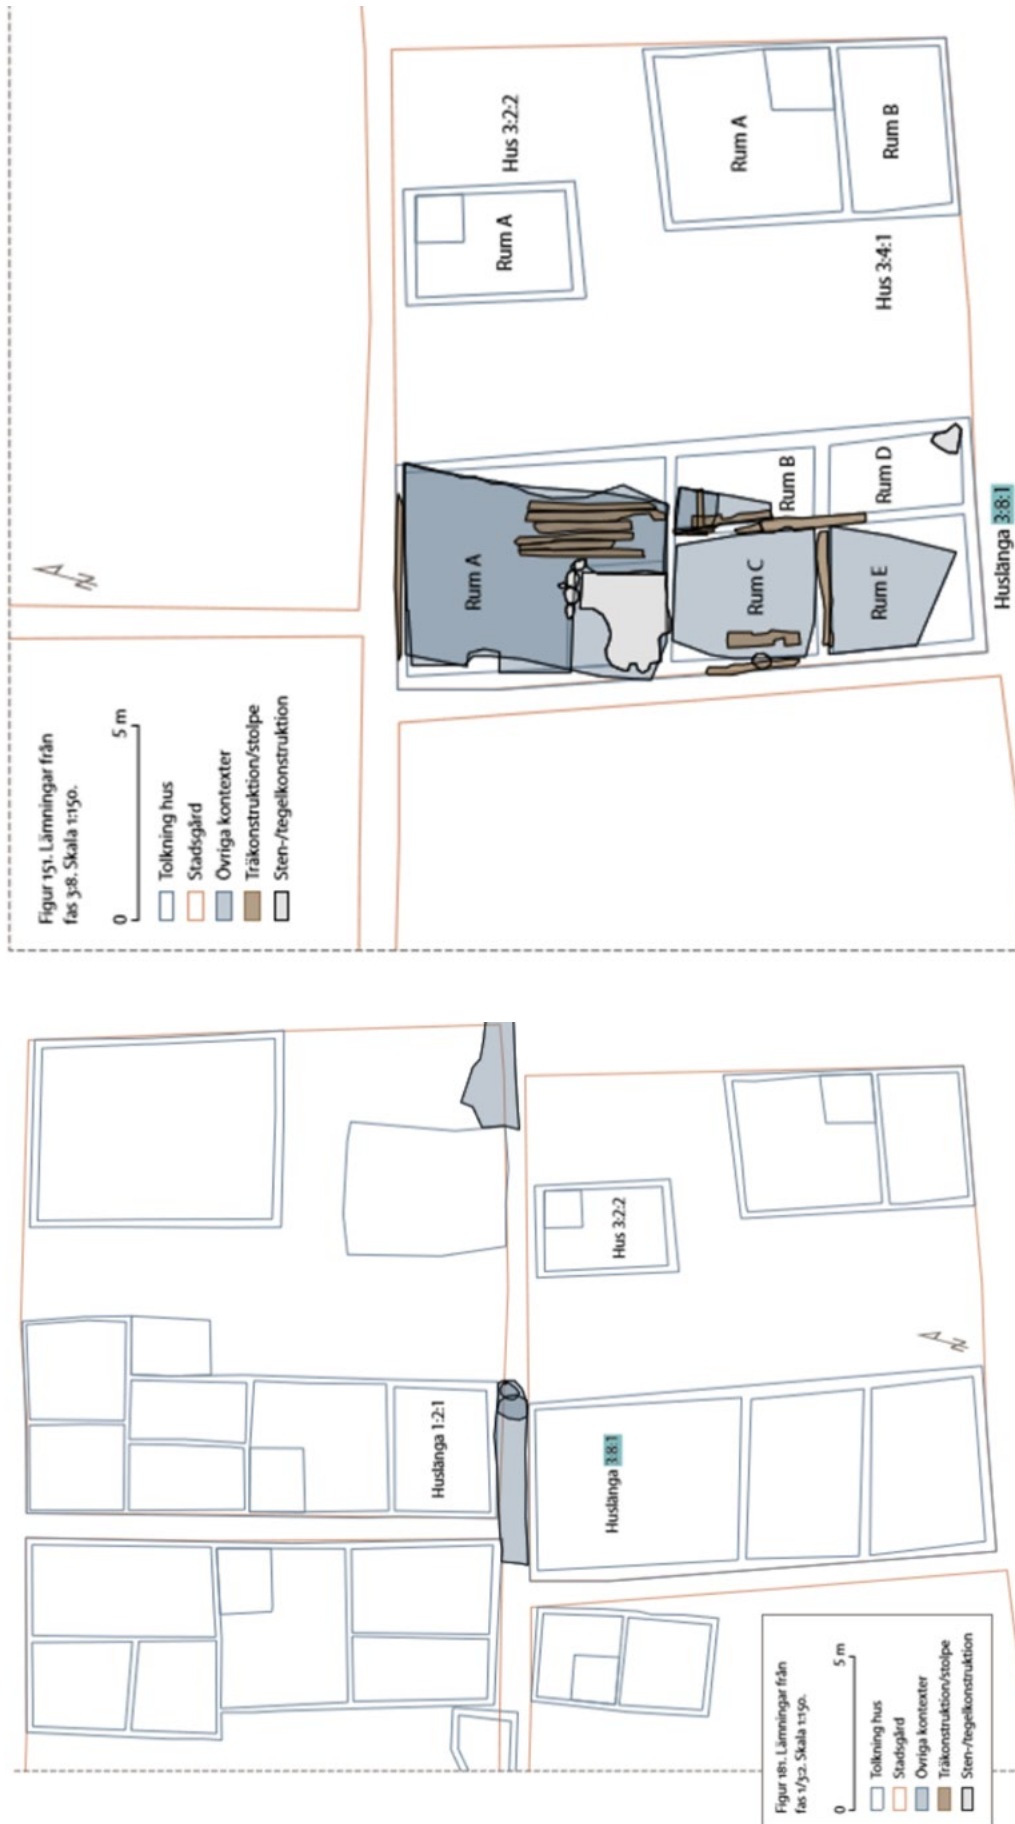 Figur 151. Lämningar från
fas 3:8. Skala 1:150.
0
5 m
Tolkning hus
Stadsgård
Övriga kontexter
Träkonstruktion/stolpe
Sten-/tegelkonstruktion
Hus 3:2:2
Rum A
Rum A
Rum B
Hus 3:4:1
Rum A
Rum B
Rum C
Rum D
Rum E
Huslänga 3:8:1
Huslänga 1:2:1
Hus 3:2:2
Huslänga 3:8:1
Figur 181. Lämningar från
fas 1/3:2. Skala 1:150.
0
5 m
Tolkning hus
Stadsgård
Övriga kontexter
Träkonstruktion/stolpe
Sten-/tegelkonstruktion